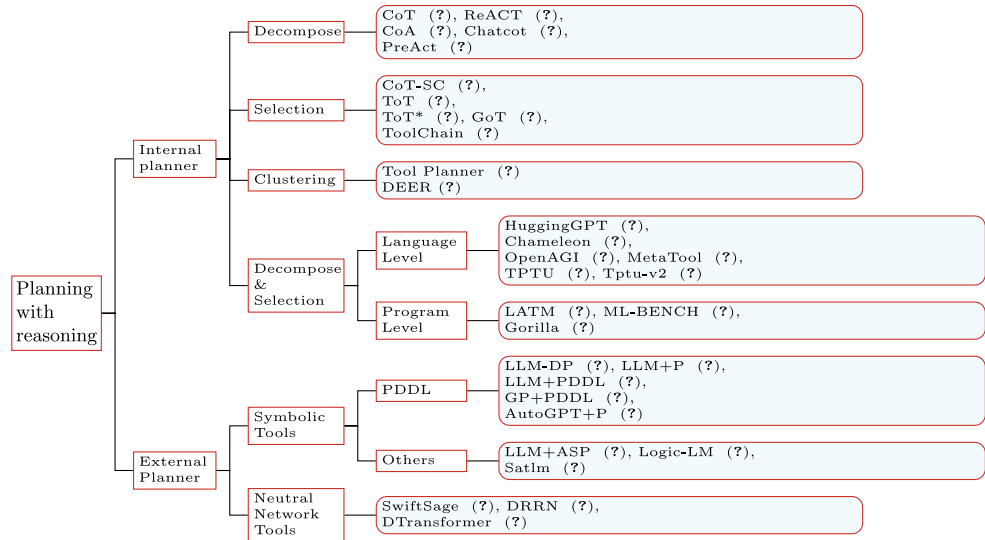 Planning
with
reasoning
Internal
planner
Decompose
CoT (?), ReACT (?),
CoA (?), Chatcot (?),
PreAct (?)
Selection
CoT-SC (?),
ToT (?),
ToT* (?), GoT (?),
ToolChain (?)
Clustering
Tool Planner (?)
DEER (?)
Decompose
&
Selection
Language
Level
HuggingGPT (?),
Chameleon (?),
OpenAGI (?), MetaTool (?),
TPTU (?), Tptu-v2 (?)
Program
Level
LATM (?), ML-BENCH (?),
Gorilla (?)
External
Planner
Symbolic
Tools
PDDL
LLM-DP (?), LLM+P (?),
LLM+PDDL (?),
GP+PDDL (?),
AutoGPT+P (?)
Others
LLM+ASP (?), Logic-LM (?),
Satlm (?)
Neutral
Network
Tools
SwiftSage (?), DRRN (?),
DTransformer (?)